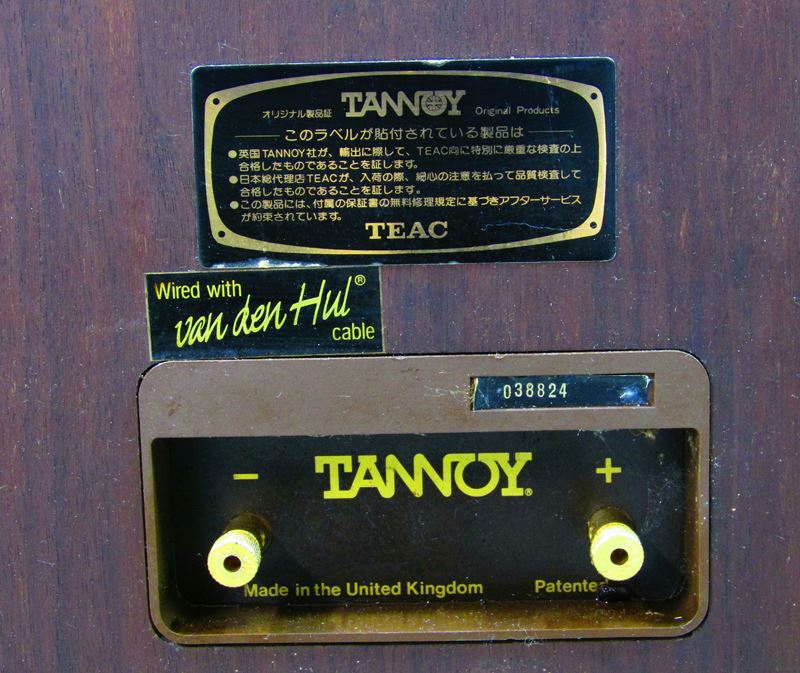 オリジナル製品証 TANNOY Original Products
このラベルが貼付されている製品は
●英国TANNOY社が、輸出に際して、TEAC向に特別に厳重な検査の上
合格したものであることを証します。
●日本総代理店TEACが、入荷の際、細心の注意を払って品質検査して
合格したものであることを証します。
●この製品には、付属の保証書の無料修理規定に基づきアフターサービス
が約束されています。
TEAC
Wired with
van den Hul®
cable
038824
− TANNOY® +
Made in the United Kingdom Patented